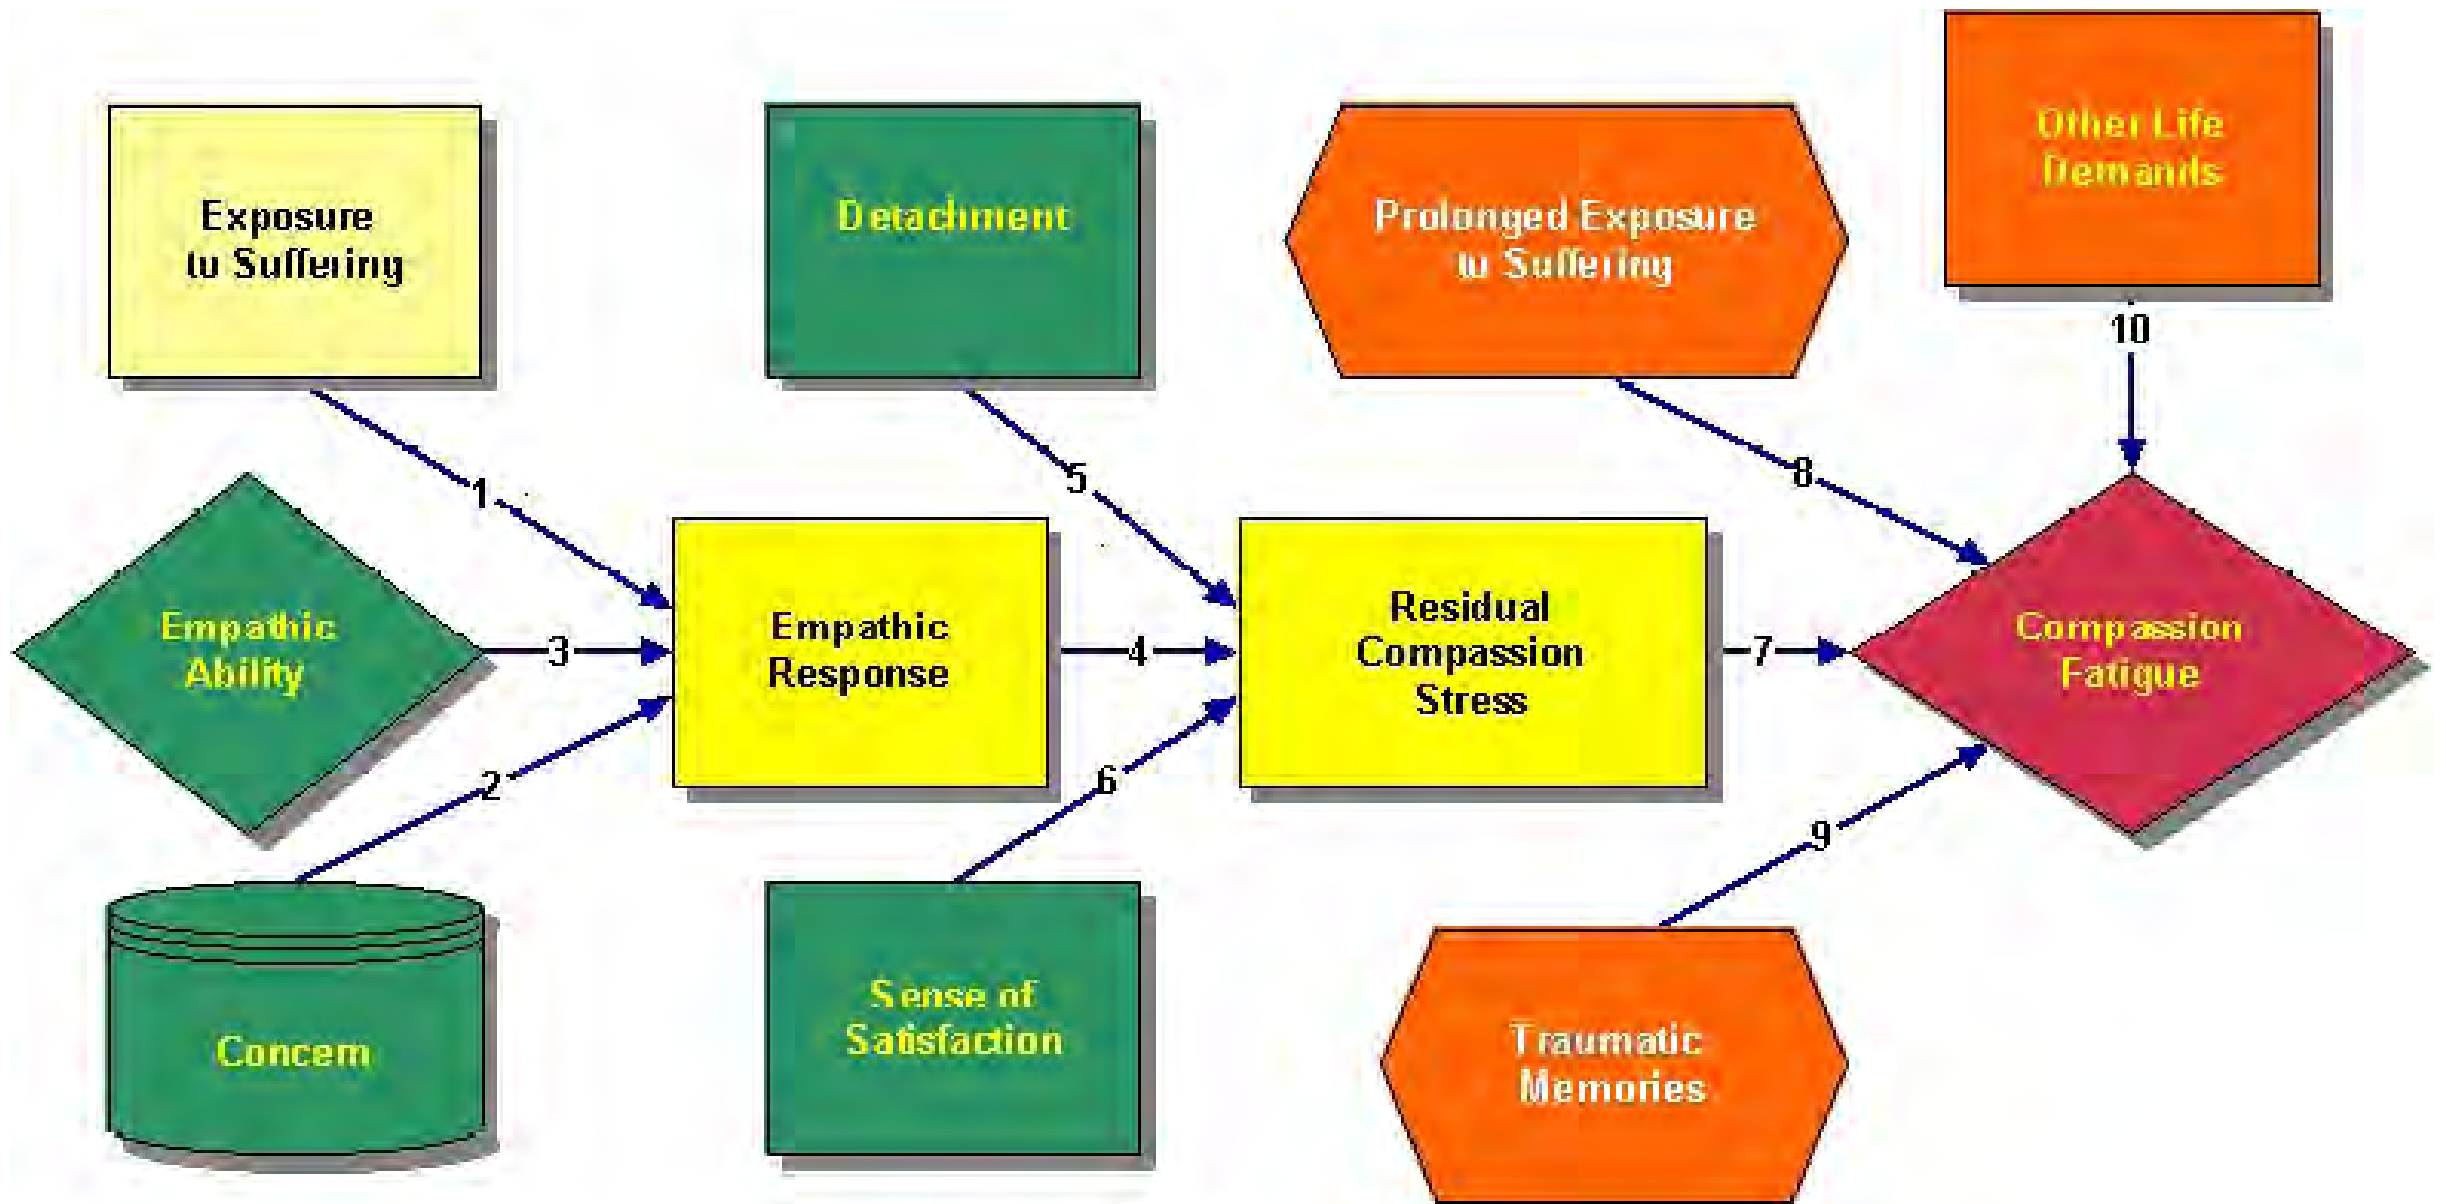 Other Life
Demands
Exposure
to Suffering
Detachment
Prolonged Exposure
to Suffering
10
1
5
8
Empathic
Ability
3
Empathic
Response
4
Residual
Compassion
Stress
7
Compassion
Fatigue
2
6
9
Concern
Sense of
Satisfaction
Traumatic
Memories